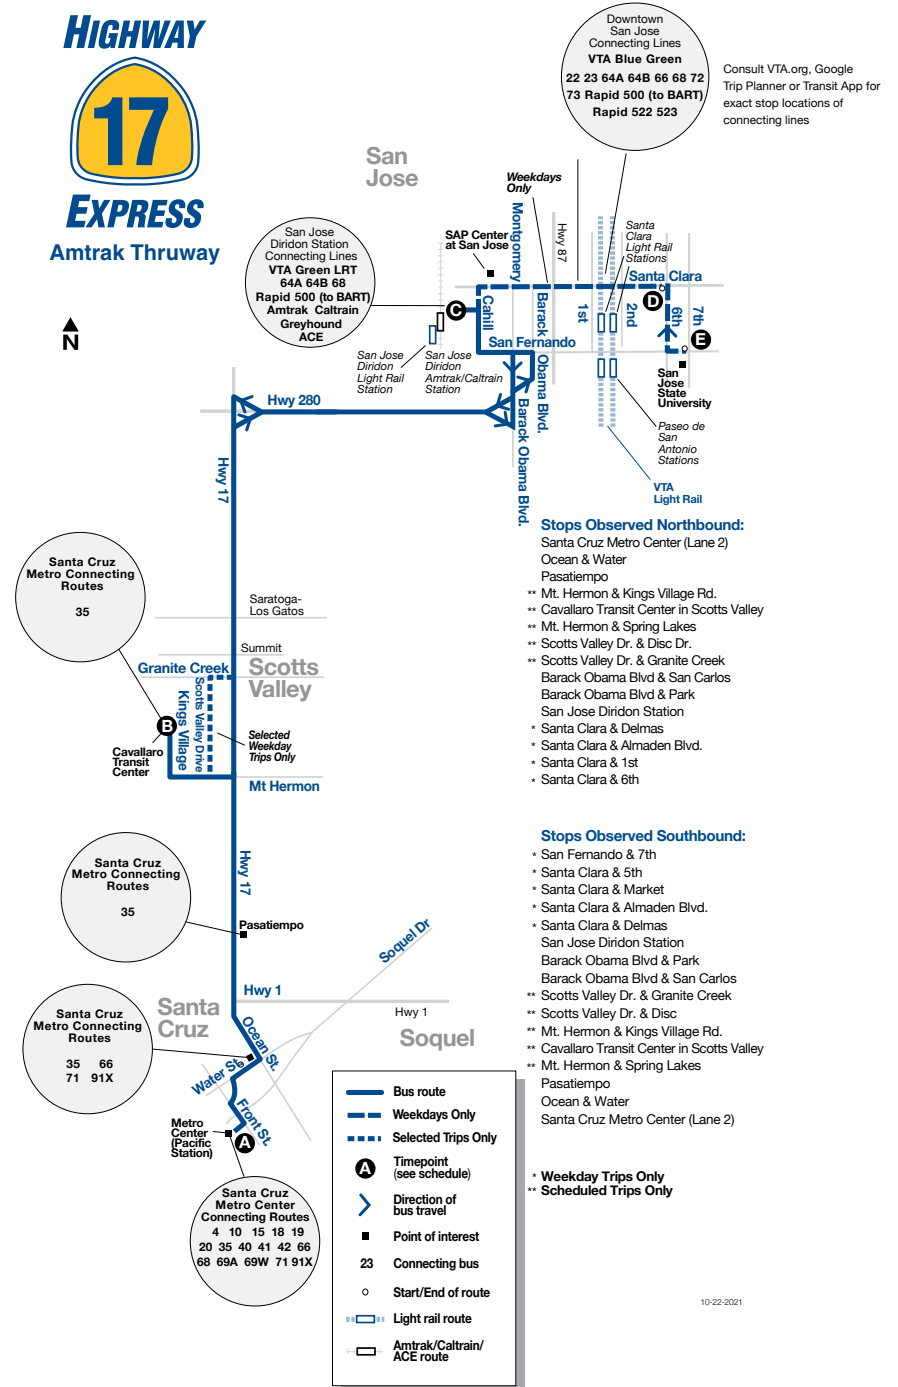 HIGHWAY
17
EXPRESS
Amtrak Thruway
N
Downtown
San Jose
Connecting Lines
VTA Blue Green
22 23 64A 64B 66 68 72
73 Rapid 500 (to BART)
Rapid 522 523
Consult VTA.org, Google
Trip Planner or Transit App for
exact stop locations of
connecting lines
San
Jose
Weekdays
Only
San Jose
Diridon Station
Connecting Lines
VTA Green LRT
64A 64B 68
Rapid 500 (to BART)
Amtrak Caltrain
Greyhound
ACE
SAP Center
at San Jose
Montgomery
Hwy 87
Santa
Clara
Light Rail
Stations
Santa Clara
C
Cahill
Barack
Obama Blvd.
1st
2nd
D
6th
7th
E
San Fernando
San Jose
Diridon
Light Rail
Station
San Jose
Diridon
Amtrak/Caltrain
Station
San
Jose
State
University
Paseo de
San
Antonio
Stations
VTA
Light Rail
Hwy 280
Barack Obama Blvd.
Hwy 17
Santa Cruz
Metro Connecting
Routes
35
Saratoga-
Los Gatos
Summit
Granite Creek
Scotts
Valley
Scotts Valley Drive
Kings Village
B
Cavallaro
Transit
Center
Selected
Weekday
Trips Only
Mt Hermon
Santa Cruz
Metro Connecting
Routes
35
Hwy 17
Pasatiempo
Soquel Dr
Hwy 1
Hwy 1
Santa
Cruz
Soquel
Santa Cruz
Metro Connecting
Routes
35 66
71 91X
Ocean St.
Water St.
Front St.
Metro
Center
(Pacific
Station)
A
Santa Cruz
Metro Center
Connecting Routes
4 10 15 18 19
20 35 40 41 42 66
68 69A 69W 71 91X
Bus route
Weekdays Only
Selected Trips Only
A
Timepoint
(see schedule)
Direction of
bus travel
Point of interest
23
Connecting bus
Start/End of route
Light rail route
Amtrak/Caltrain/
ACE route
Stops Observed Northbound:
Santa Cruz Metro Center (Lane 2)
Ocean & Water
Pasatiempo
** Mt. Hermon & Kings Village Rd.
** Cavallaro Transit Center in Scotts Valley
** Mt. Hermon & Spring Lakes
** Scotts Valley Dr. & Disc Dr.
** Scotts Valley Dr. & Granite Creek
Barack Obama Blvd & San Carlos
Barack Obama Blvd & Park
San Jose Diridon Station
* Santa Clara & Delmas
* Santa Clara & Almaden Blvd.
* Santa Clara & 1st
* Santa Clara & 6th
Stops Observed Southbound:
* San Fernando & 7th
* Santa Clara & 5th
* Santa Clara & Market
* Santa Clara & Almaden Blvd.
* Santa Clara & Delmas
San Jose Diridon Station
Barack Obama Blvd & Park
Barack Obama Blvd & San Carlos
** Scotts Valley Dr. & Granite Creek
** Scotts Valley Dr. & Disc
** Mt. Hermon & Kings Village Rd.
** Cavallaro Transit Center in Scotts Valley
** Mt. Hermon & Spring Lakes
Pasatiempo
Ocean & Water
Santa Cruz Metro Center (Lane 2)
* Weekday Trips Only
** Scheduled Trips Only
10-22-2021